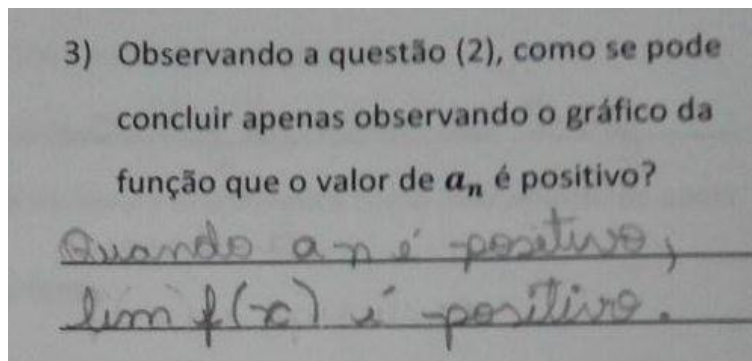 3) Observando a questão (2), como se pode
concluir apenas observando o gráfico da
função que o valor de aₙ é positivo?
Quando an é positivo,
lim f(x) é positivo.